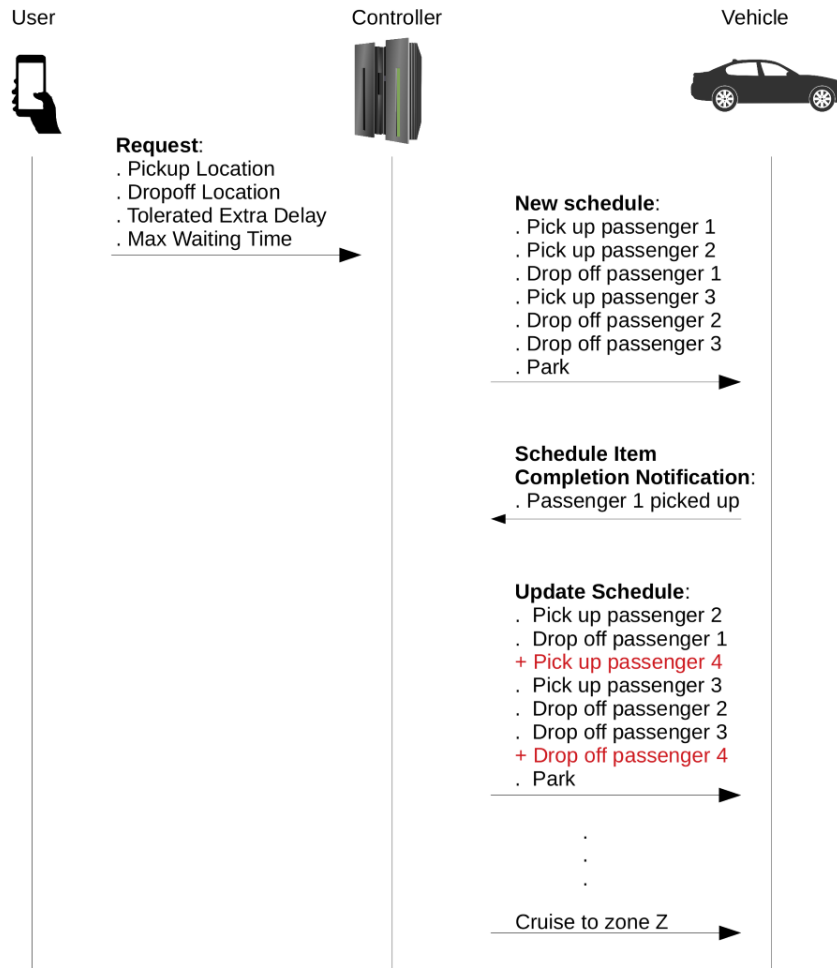 User
Controller
Vehicle
Request:
. Pickup Location
. Dropoff Location
. Tolerated Extra Delay
. Max Waiting Time
New schedule:
. Pick up passenger 1
. Pick up passenger 2
. Drop off passenger 1
. Pick up passenger 3
. Drop off passenger 2
. Drop off passenger 3
. Park
Schedule Item
Completion Notification:
. Passenger 1 picked up
Update Schedule:
. Pick up passenger 2
. Drop off passenger 1
+ Pick up passenger 4
. Pick up passenger 3
. Drop off passenger 2
. Drop off passenger 3
+ Drop off passenger 4
. Park
.
.
.
Cruise to zone Z